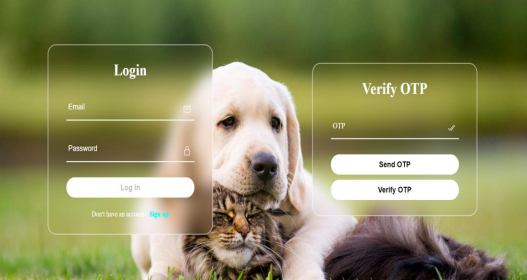 Login
Email
Password
Log in
Don't have an account? Sign up
Verify OTP
OTP
Send OTP
Verify OTP